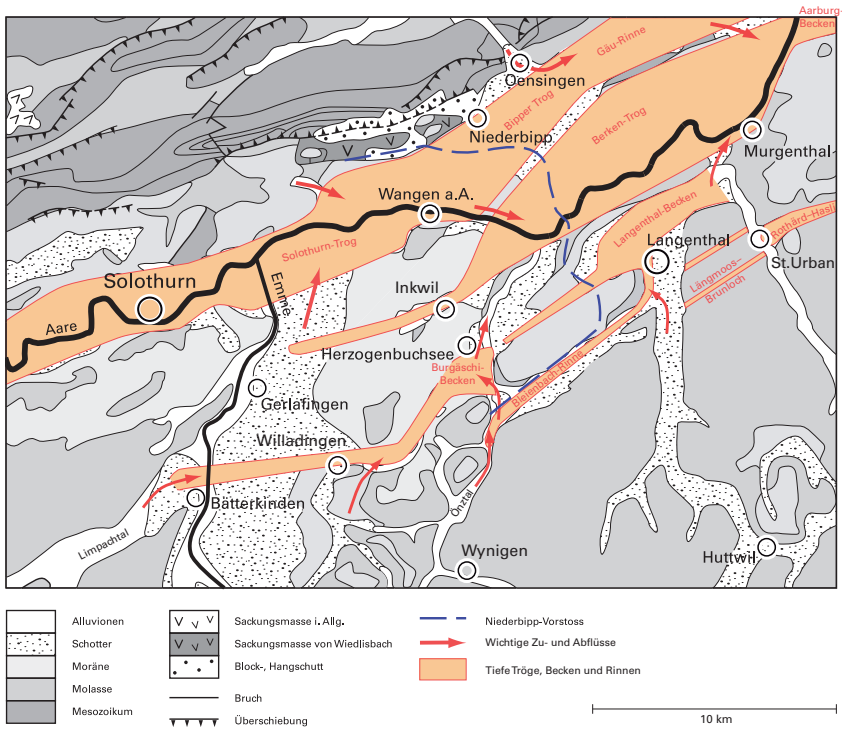 Aarburg-
Becken
Gäu-Rinne
Oensingen
Bipper Trog
Berken-Trog
Niederbipp
Murgenthal
Wangen a.A.
Langenthal-Becken
Rothård-Hasli
Solothurn-Trog
Langenthal
St.Urban
Solothurn
Emme
Längmoos-
Brunloch
Inkwil
Aare
Herzogenbuchsee
Burgäschi-
Becken
Bleienbach-Rinne
Gerlafingen
Willadingen
Bätterkinden
Önztal
Limpachtal
Wynigen
Huttwil
Alluvionen
Schotter
Moräne
Molasse
Mesozoikum
Sackungsmasse i. Allg.
Sackungsmasse von Wiedlisbach
Block-, Hangschutt
Bruch
Überschiebung
Niederbipp-Vorstoss
Wichtige Zu- und Abflüsse
Tiefe Tröge, Becken und Rinnen
10 km